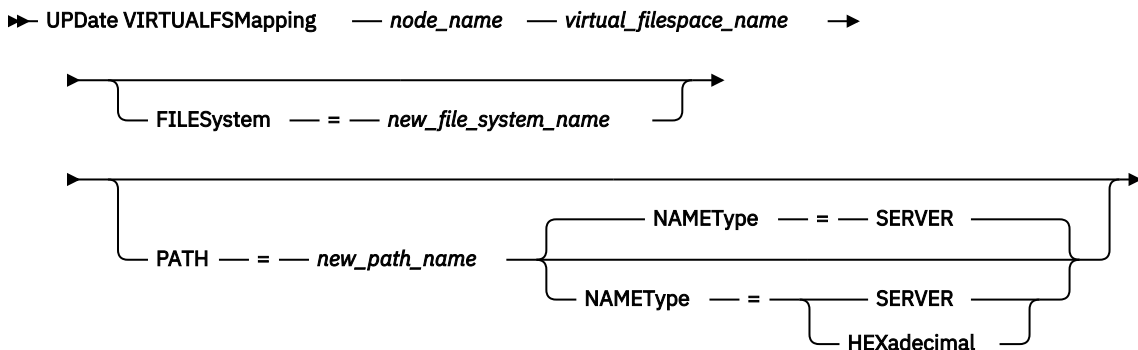 UPDate VIRTUALFSMapping — node_name — virtual_filespace_name
FILESystem — = — new_file_system_name
NAMEType — = — SERVER
PATH — = — new_path_name
NAMEType — = — SERVER
HEXadecimal